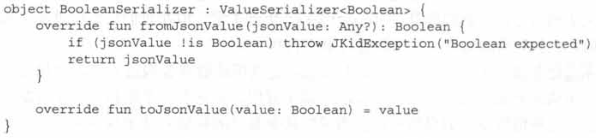 object BooleanSerializer : ValueSerializer<Boolean> {
    override fun fromJsonValue(jsonValue: Any?): Boolean {
        if (jsonValue !is Boolean) throw JKidException("Boolean expected")
        return jsonValue
    }
    override fun toJsonValue(value: Boolean) = value
}